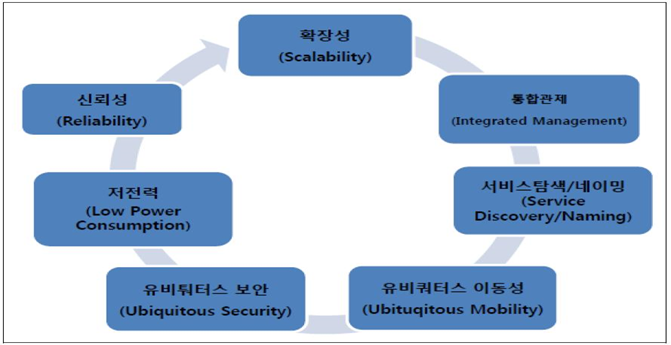 확장성
(Scalability)
통합관제
(Integrated Management)
서비스탐색/네이밍
(Service
Discovery/Naming)
유비쿼터스 이동성
(Ubituqitous Mobility)
유비튀터스 보안
(Ubiquitous Security)
저전력
(Low Power
Consumption)
신뢰성
(Reliability)